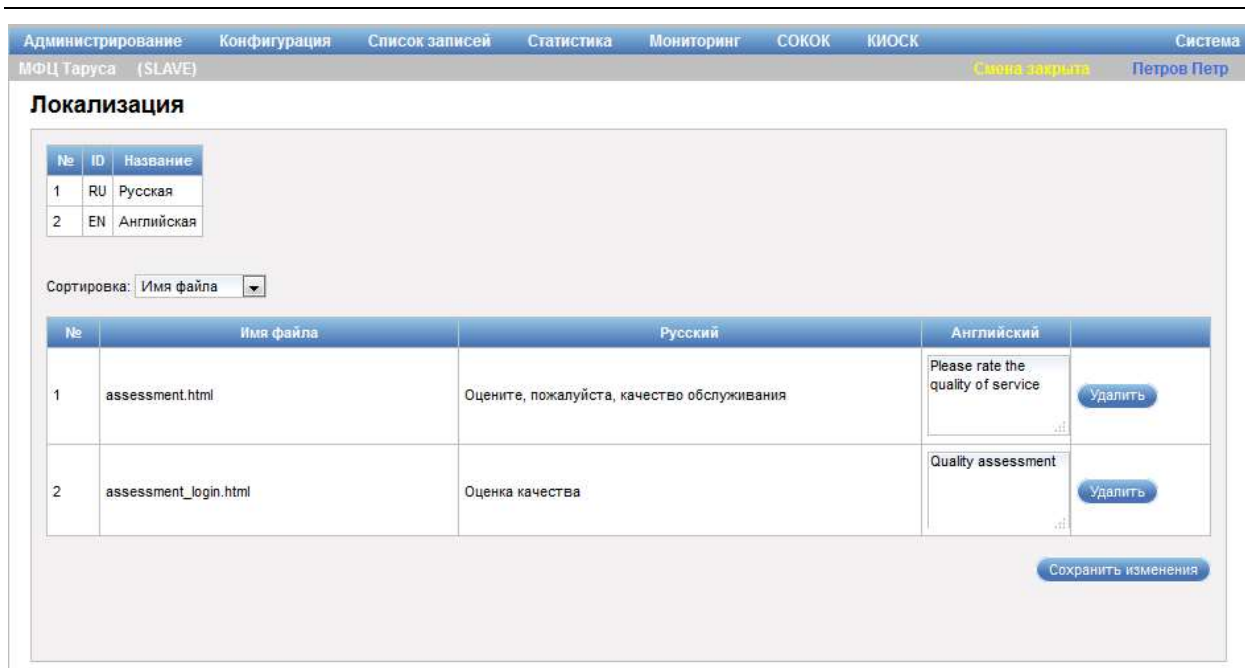 Администрирование Конфигурация Список записей Статистика Мониторинг СОКОК КИОСК Система
МФЦ Таруса (SLAVE) Смена закрыта Петров Петр
Локализация
№ ID Название
1 RU Русская
2 EN Английская
Сортировка: Имя файла
№ Имя файла Русский Английский
1 assessment.html Оцените, пожалуйста, качество обслуживания Please rate the quality of service Удалить
2 assessment_login.html Оценка качества Quality assessment Удалить
Сохранить изменения